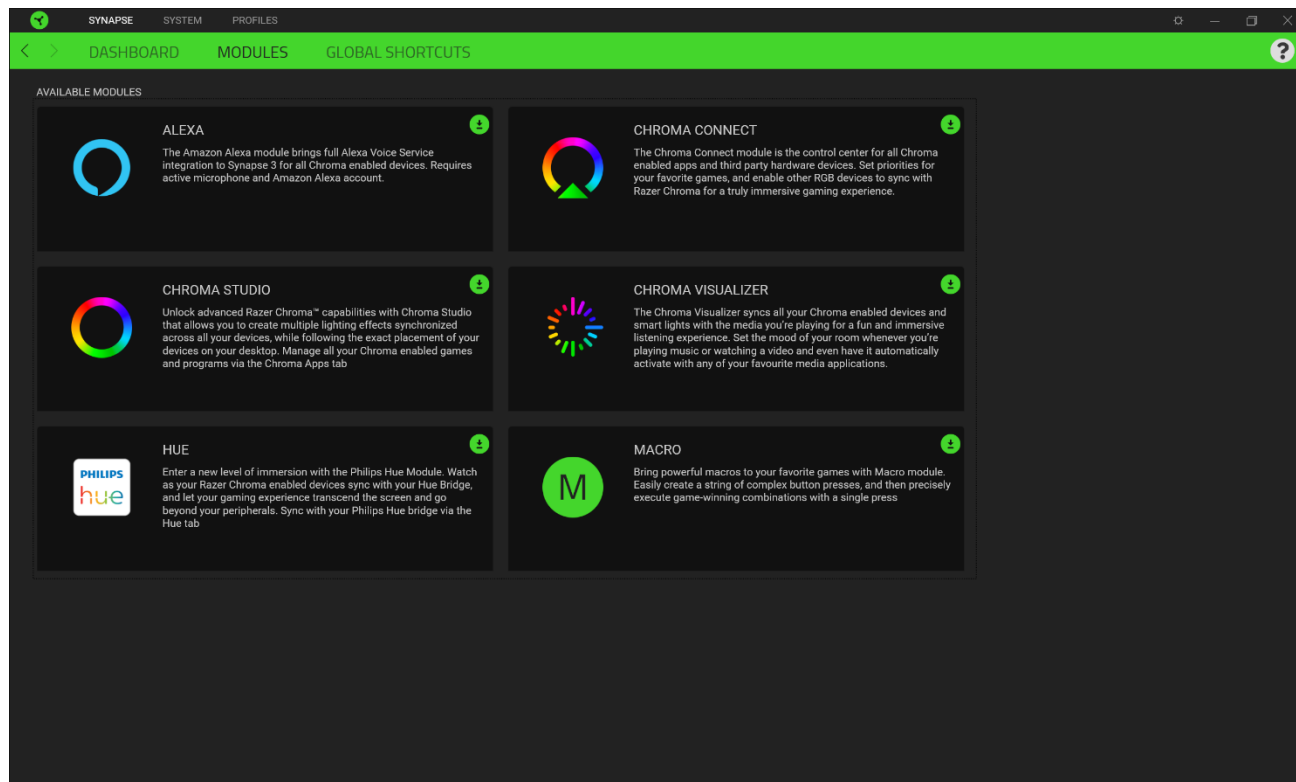 SYNAPSE SYSTEM PROFILES
DASHBOARD MODULES GLOBAL SHORTCUTS ?
AVAILABLE MODULES
ALEXA
The Amazon Alexa module brings full Alexa Voice Service
integration to Synapse 3 for all Chroma enabled devices. Requires
active microphone and Amazon Alexa account.
CHROMA CONNECT
The Chroma Connect module is the control center for all Chroma
enabled apps and third party hardware devices. Set priorities for
your favorite games, and enable other RGB devices to sync with
Razer Chroma for a truly immersive gaming experience.
CHROMA STUDIO
Unlock advanced Razer Chroma™ capabilities with Chroma Studio
that allows you to create multiple lighting effects synchronized
across all your devices, while following the exact placement of your
devices on your desktop. Manage all your Chroma enabled games
and programs via the Chroma Apps tab
CHROMA VISUALIZER
The Chroma Visualizer syncs all your Chroma enabled devices and
smart lights with the media you're playing for a fun and immersive
listening experience. Set the mood of your room whenever you're
playing music or watching a video and even have it automatically
activate with any of your favourite media applications.
PHILIPS
hue
HUE
Enter a new level of immersion with the Philips Hue Module. Watch
as your Razer Chroma enabled devices sync with your Hue Bridge,
and let your gaming experience transcend the screen and go
beyond your peripherals. Sync with your Philips Hue bridge via the
Hue tab
M
MACRO
Bring powerful macros to your favorite games with Macro module.
Easily create a string of complex button presses, and then precisely
execute game-winning combinations with a single press